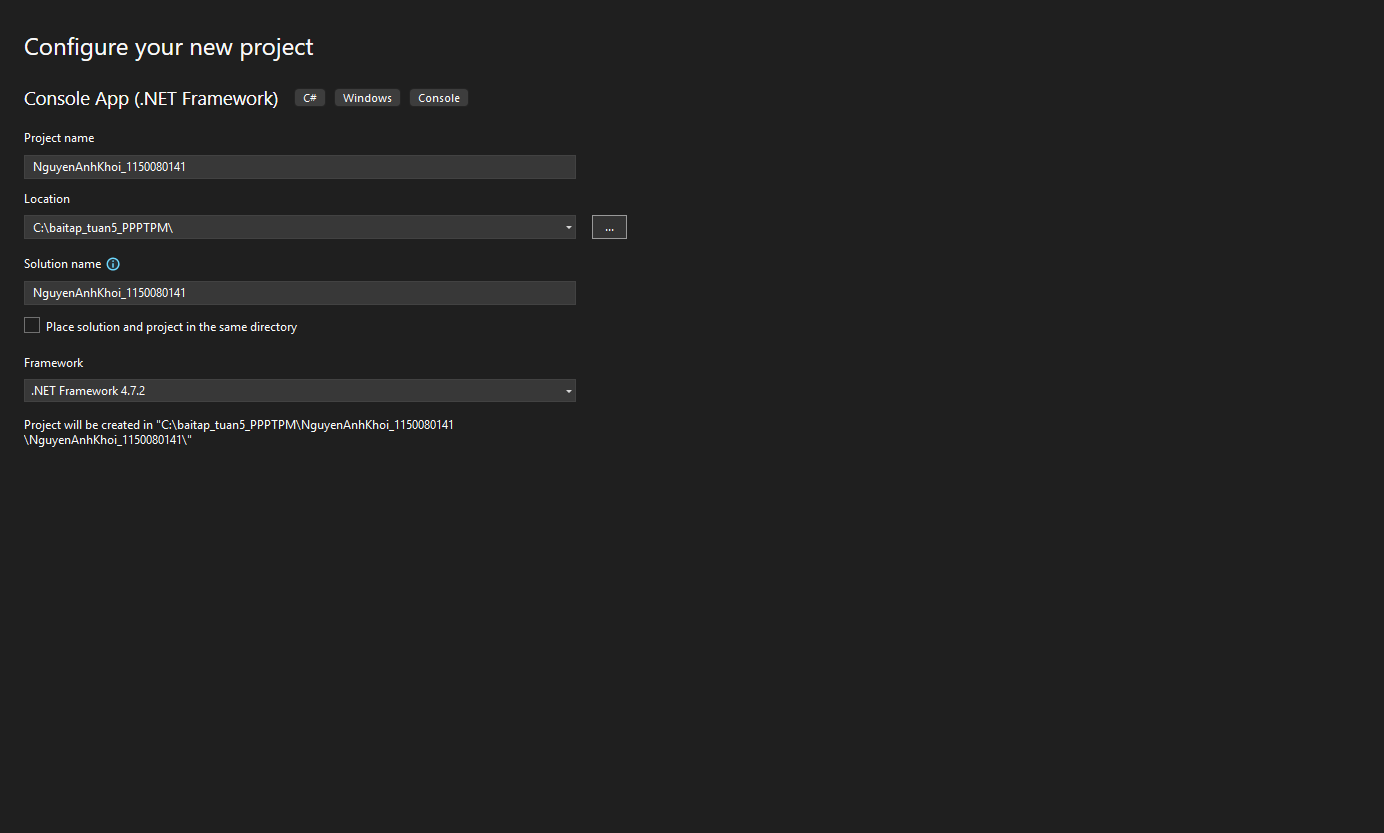 Configure your new project
Console App (.NET Framework) C# Windows Console
Project name
NguyenAnhKhoi_1150080141
Location
C:\baitap_tuan5_PPPTPM\
...
Solution name
NguyenAnhKhoi_1150080141
Place solution and project in the same directory
Framework
.NET Framework 4.7.2
Project will be created in "C:\baitap_tuan5_PPPTPM\NguyenAnhKhoi_1150080141
\NguyenAnhKhoi_1150080141\"